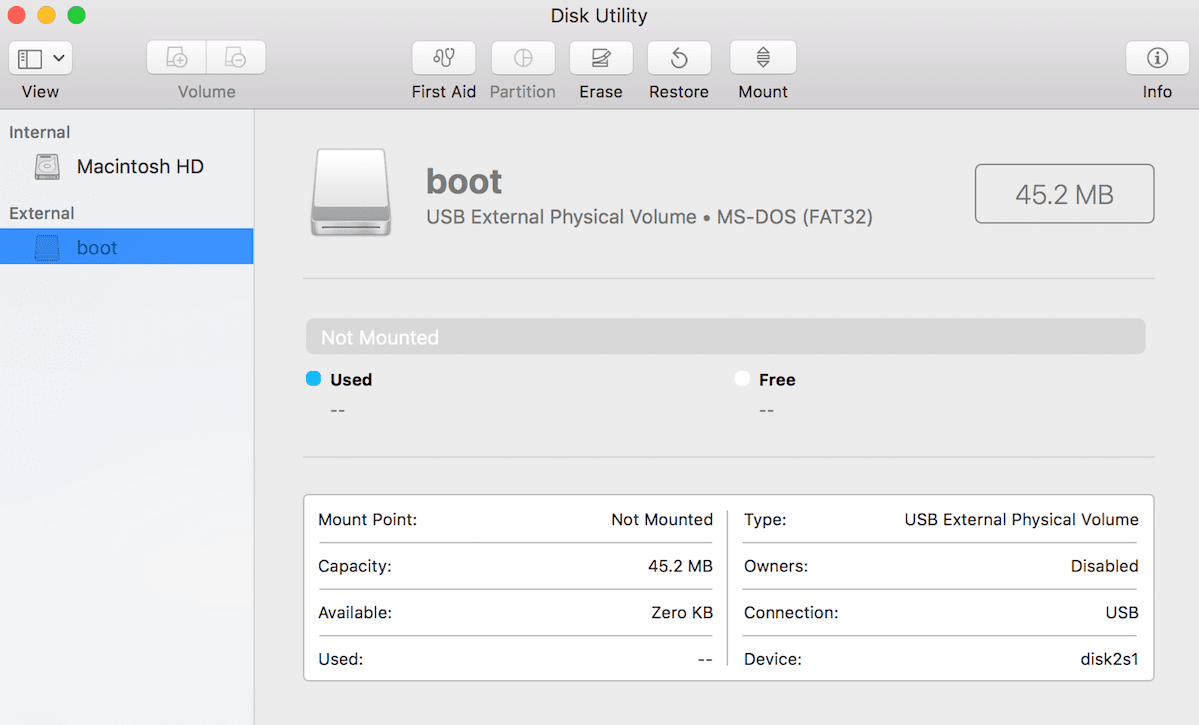 Disk Utility
View
Volume
First Aid
Partition
Erase
Restore
Mount
Info
Internal
Macintosh HD
External
boot
boot
USB External Physical Volume • MS-DOS (FAT32)
45.2 MB
Not Mounted
Used
--
Free
--
Mount Point: Not Mounted
Capacity: 45.2 MB
Available: Zero KB
Used: --
Type: USB External Physical Volume
Owners: Disabled
Connection: USB
Device: disk2s1